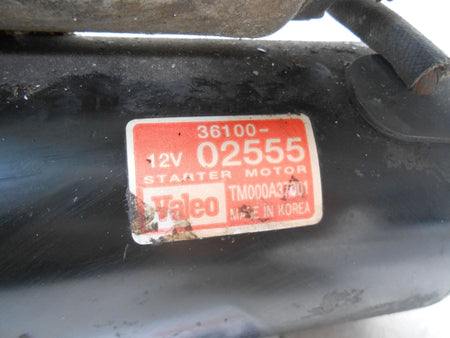 36100-
12V 02555
STARTER MOTOR
Valeo TM000A37001
MADE IN KOREA